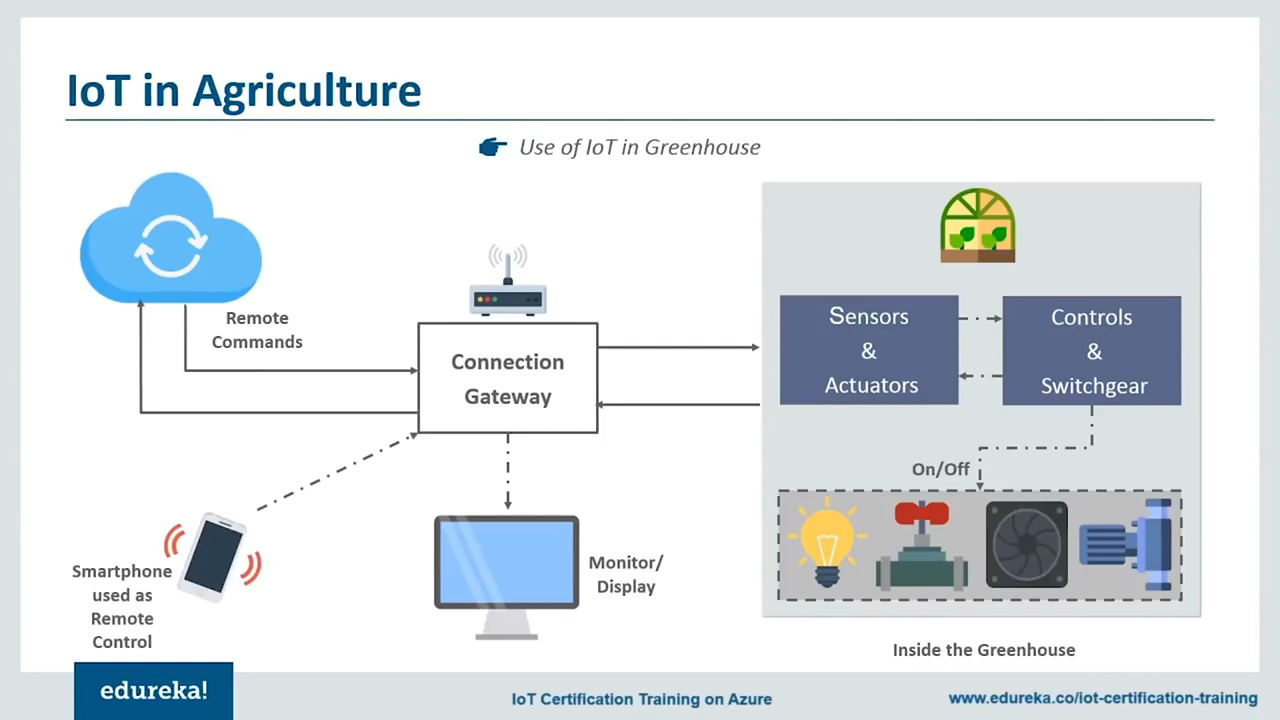 IoT in Agriculture
Use of IoT in Greenhouse
Remote
Commands
Connection
Gateway
Sensors
&
Actuators
Controls
&
Switchgear
On/Off
Smartphone
used as
Remote
Control
Monitor/
Display
Inside the Greenhouse
edureka!
IoT Certification Training on Azure
www.edureka.co/iot-certification-training